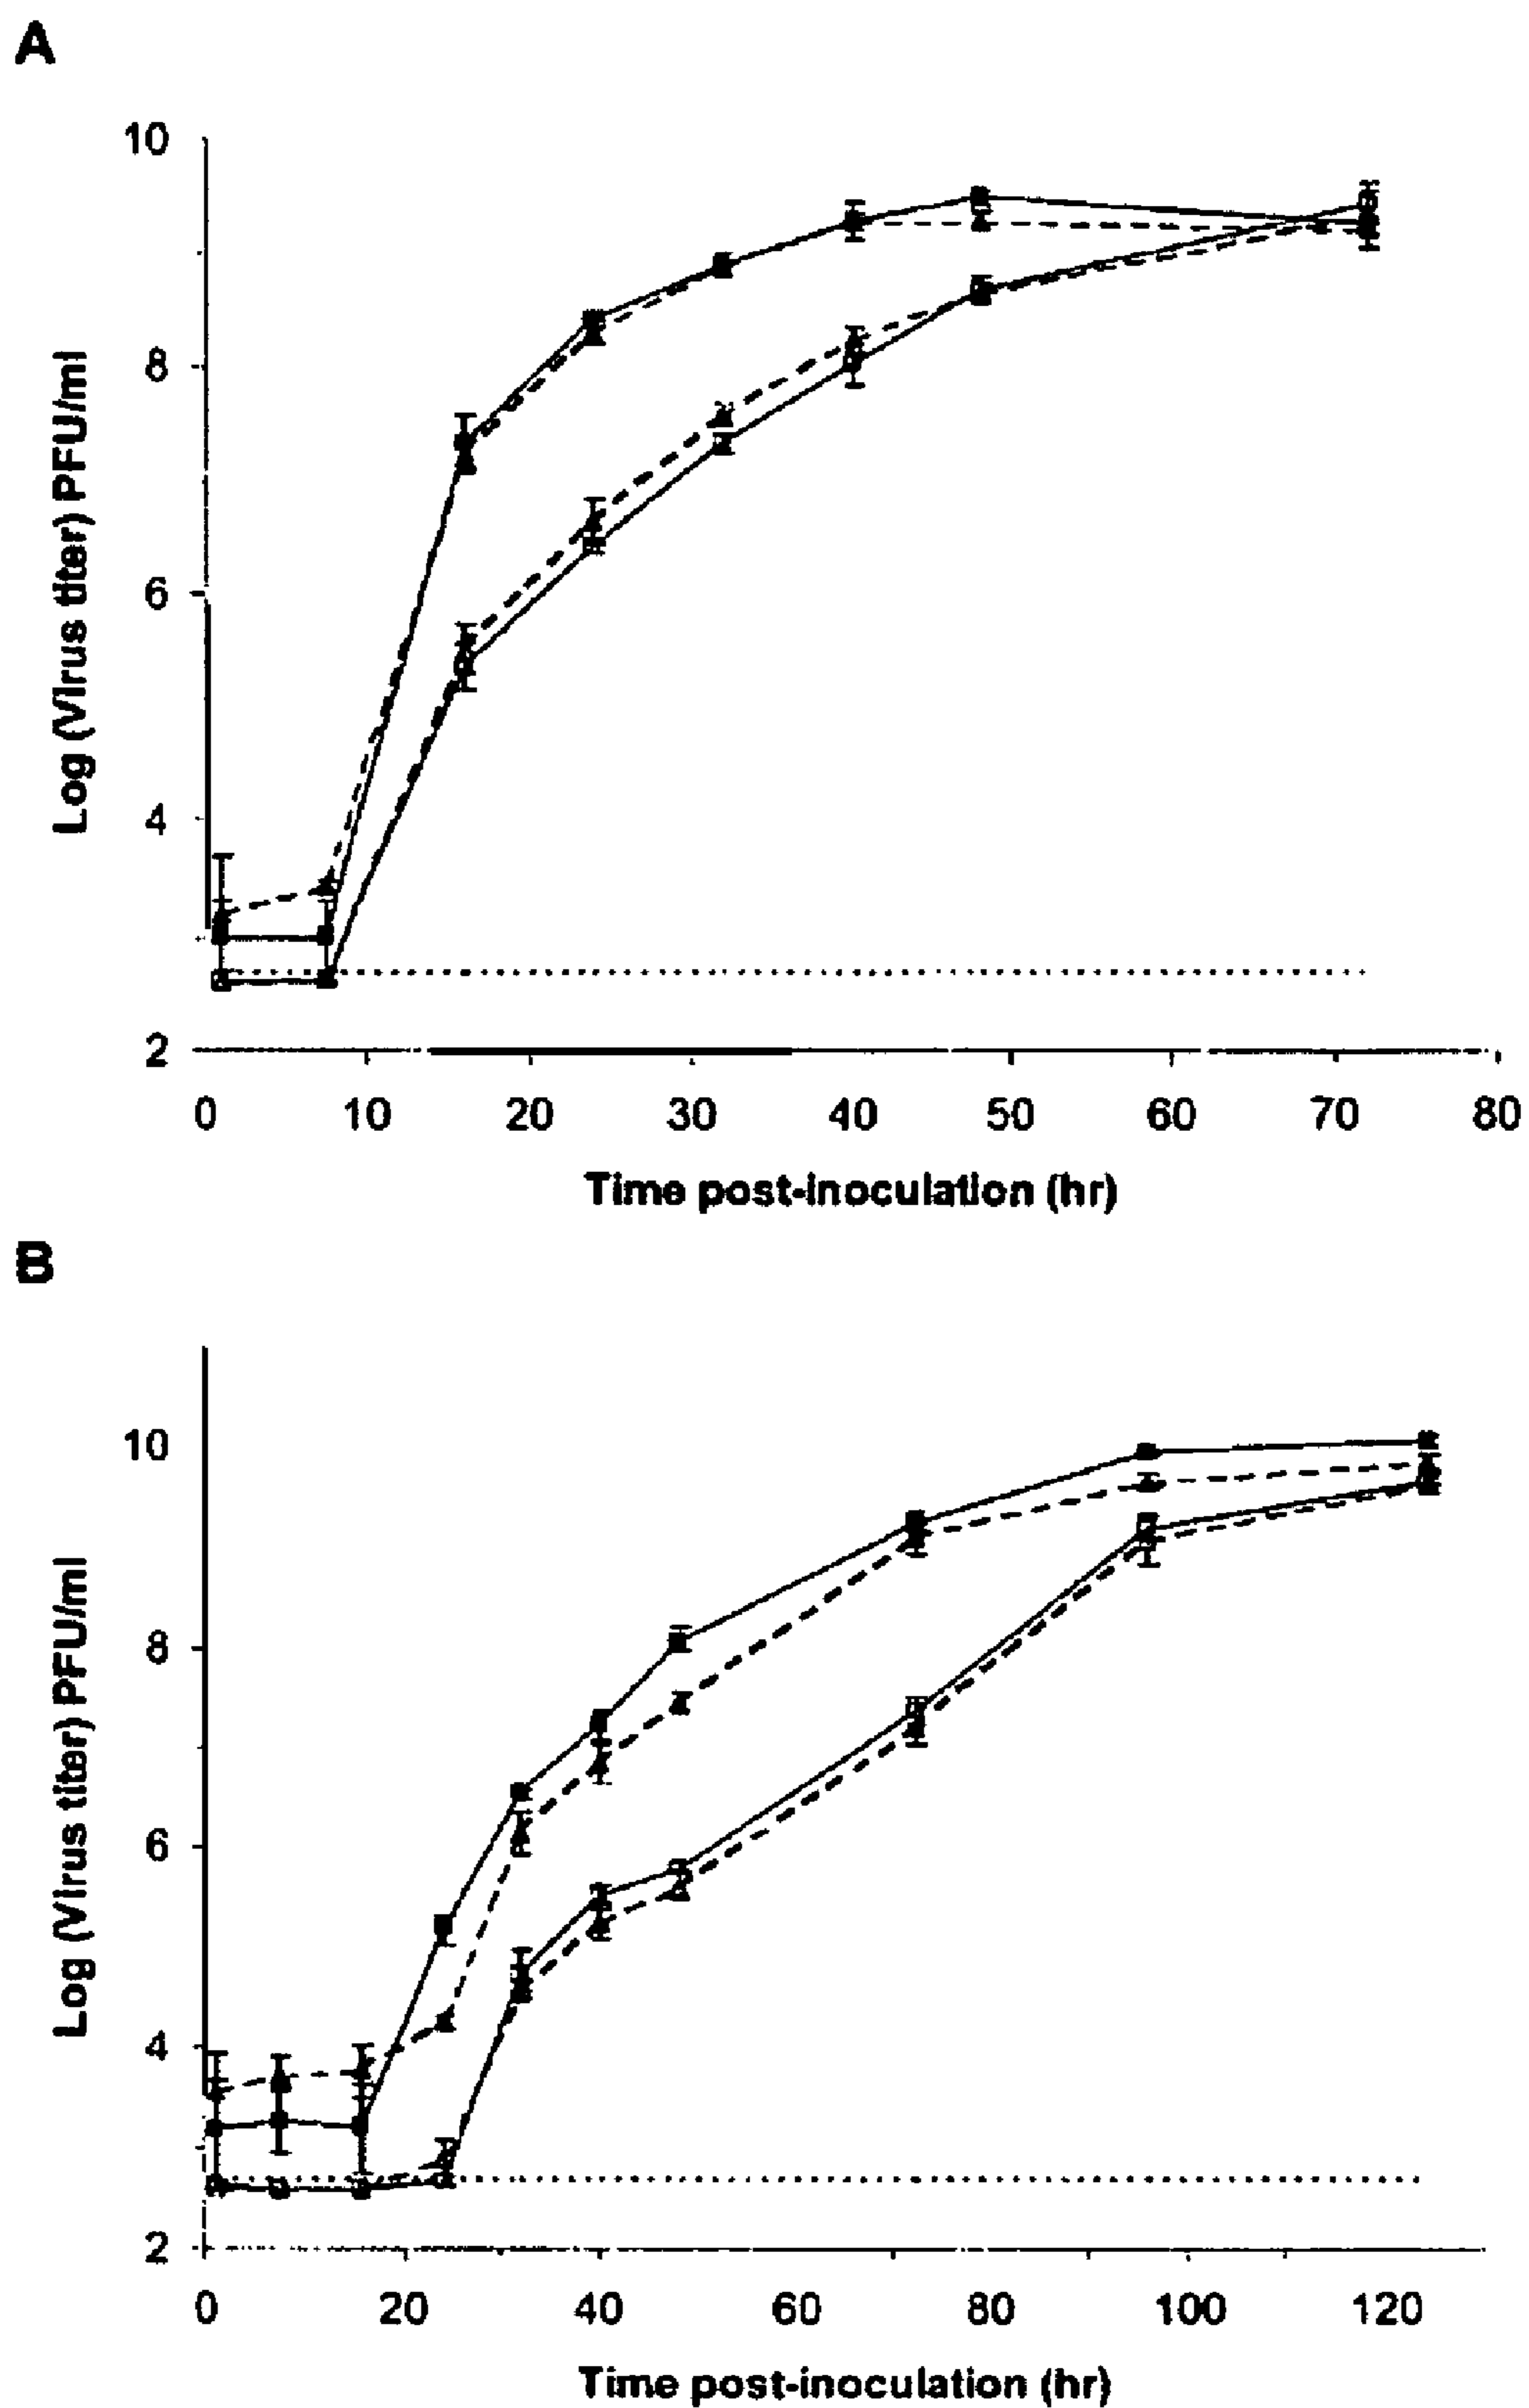 A
10
8
6
4
2
0 10 20 30 40 50 60 70 80
Log (Virus titer) PFU/ml
Time post-inoculation (hr)
B
10
8
6
4
2
0 20 40 60 80 100 120
Log (Virus titer) PFU/ml
Time post-inoculation (hr)